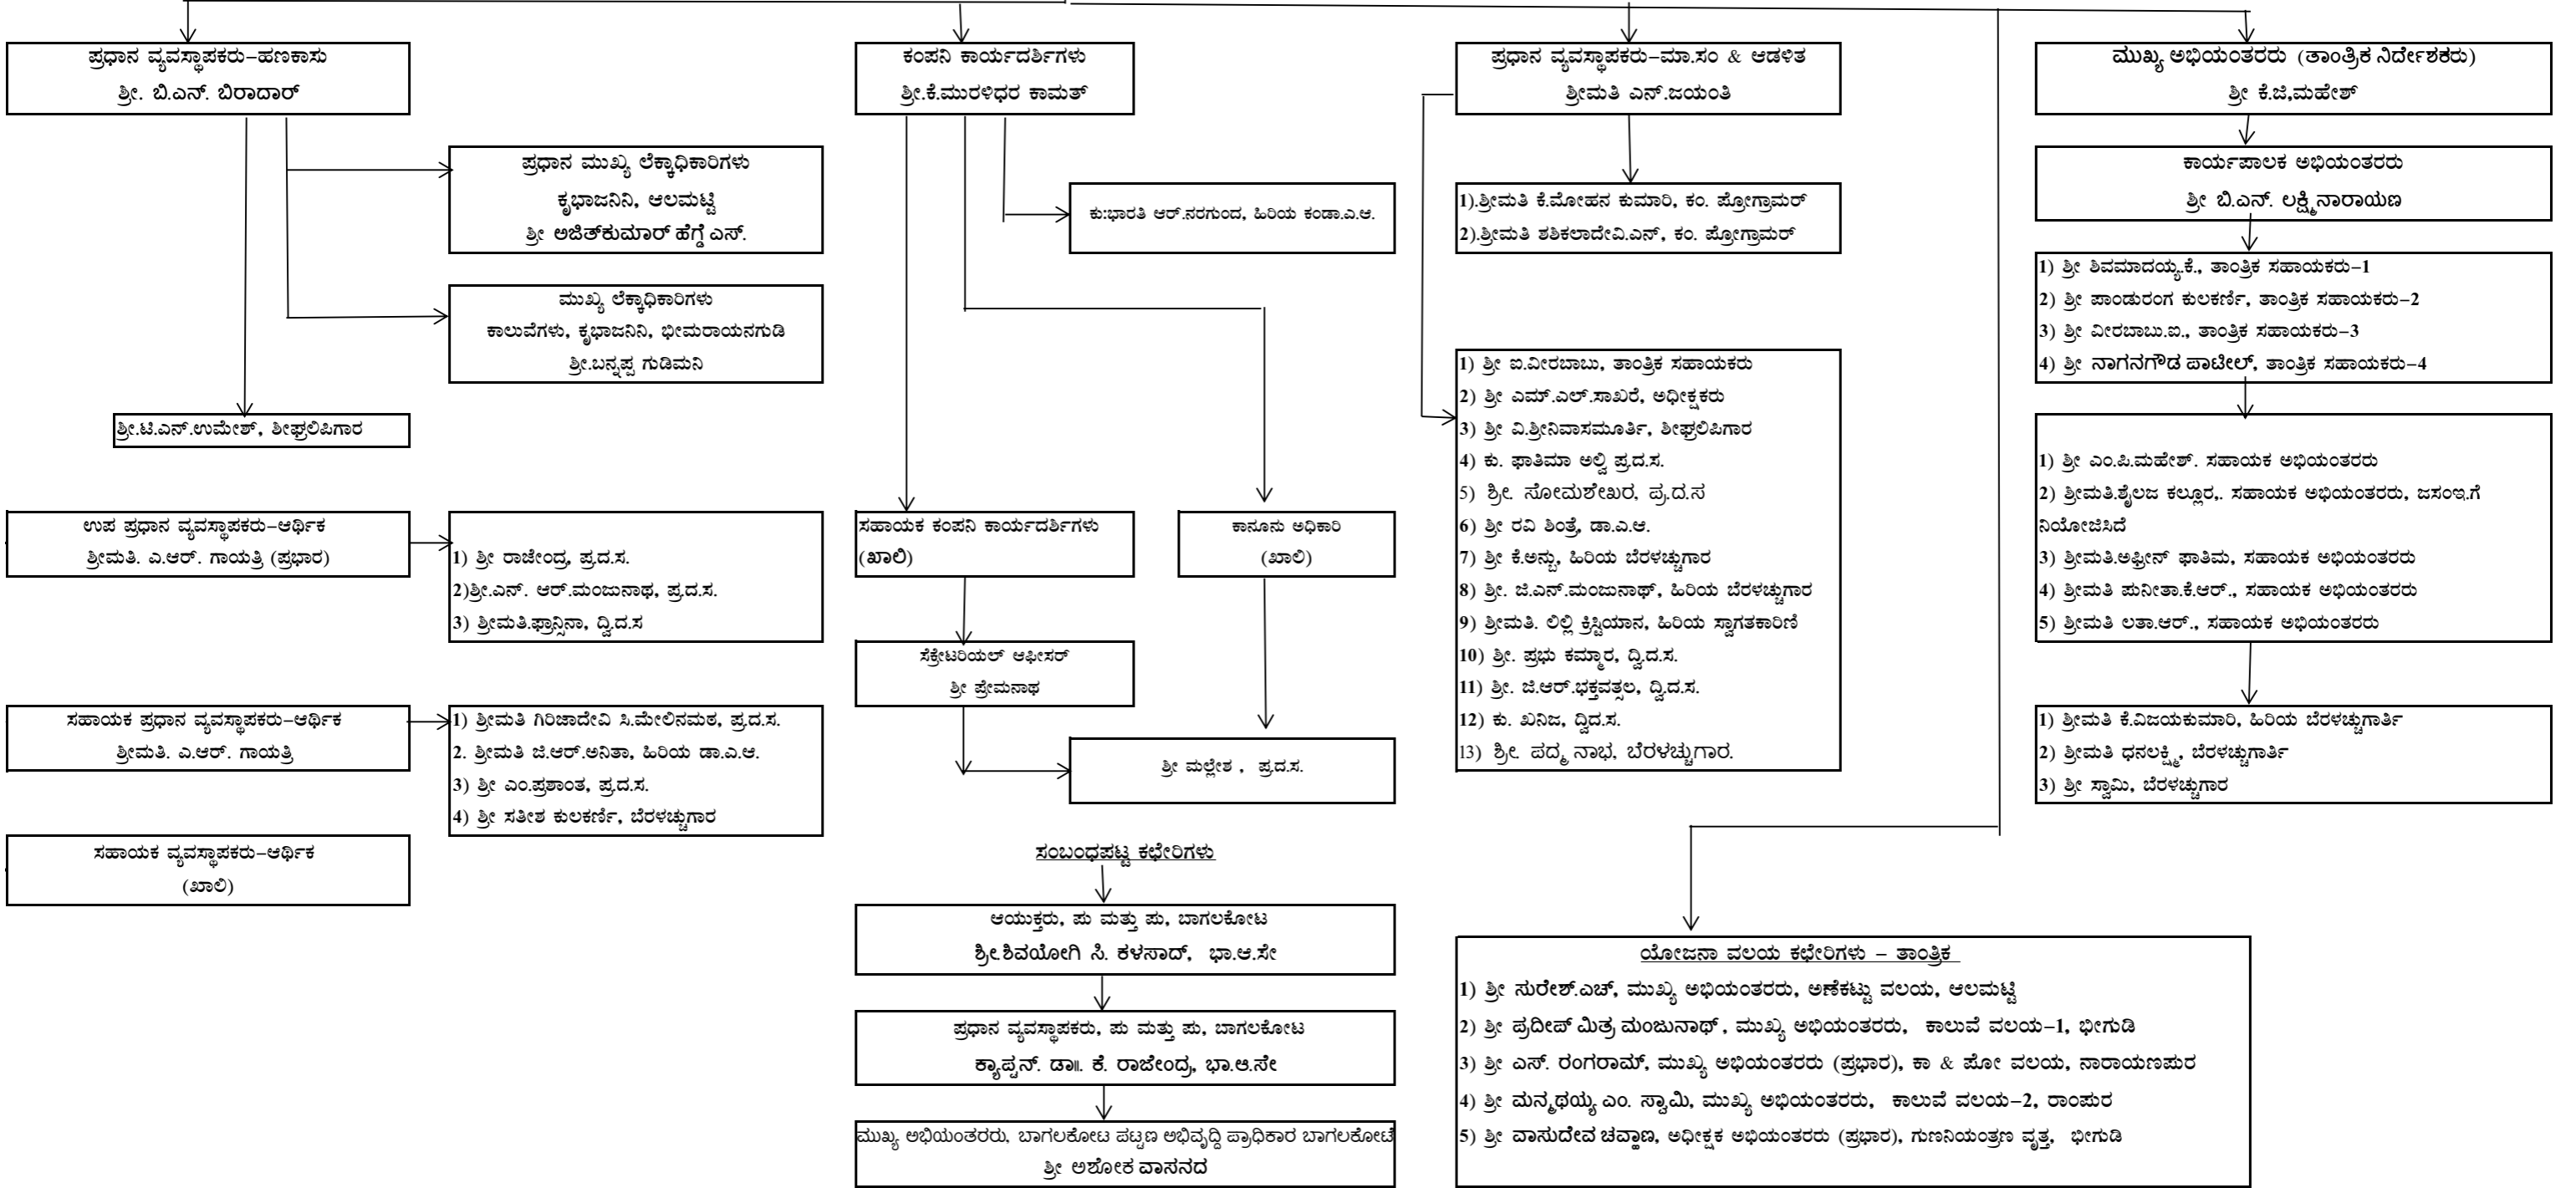 ಪ್ರಧಾನ ವ್ಯವಸ್ಥಾಪಕರು–ಹಣಕಾಸು
ಶ್ರೀ. ಬಿ.ಎನ್. ಬಿರಾದಾರ್
ಪ್ರಧಾನ ಮುಖ್ಯ ಲೆಕ್ಕಾಧಿಕಾರಿಗಳು
ಕೃಭಾಜನಿನಿ, ಆಲಮಟ್ಟಿ
ಶ್ರೀ ಅಜಿತ್‌ಕುಮಾರ್ ಹೆಗ್ಡೆ ಎಸ್.
ಮುಖ್ಯ ಲೆಕ್ಕಾಧಿಕಾರಿಗಳು
ಕಾಲುವೆಗಳು, ಕೃಭಾಜನಿನಿ, ಭೀಮರಾಯನಗುಡಿ
ಶ್ರೀ.ಬನ್ನಪ್ಪ ಗುಡಿಮನಿ
ಶ್ರೀ.ಟಿ.ಎನ್.ಉಮೇಶ್, ಶೀಘ್ರಲಿಪಿಗಾರ
ಉಪ ಪ್ರಧಾನ ವ್ಯವಸ್ಥಾಪಕರು–ಆರ್ಥಿಕ
ಶ್ರೀಮತಿ. ಎ.ಆರ್. ಗಾಯತ್ರಿ (ಪ್ರಭಾರ)
1) ಶ್ರೀ ರಾಜೇಂದ್ರ, ಪ್ರ.ದ.ಸ.
2)ಶ್ರೀ.ಎನ್. ಆರ್.ಮಂಜುನಾಥ, ಪ್ರ.ದ.ಸ.
3) ಶ್ರೀಮತಿ.ಫ್ರಾನ್ಸಿನಾ, ದ್ವಿ.ದ.ಸ
ಸಹಾಯಕ ಪ್ರಧಾನ ವ್ಯವಸ್ಥಾಪಕರು–ಆರ್ಥಿಕ
ಶ್ರೀಮತಿ. ಎ.ಆರ್. ಗಾಯತ್ರಿ
1) ಶ್ರೀಮತಿ ಗಿರಿಜಾದೇವಿ ಸಿ.ಮೇಲಿನಮಠ, ಪ್ರ.ದ.ಸ.
2. ಶ್ರೀಮತಿ ಜಿ.ಆರ್.ಅನಿತಾ, ಹಿರಿಯ ಡಾ.ಎ.ಆ.
3) ಶ್ರೀ ಎಂ.ಪ್ರಶಾಂತ, ಪ್ರ.ದ.ಸ.
4) ಶ್ರೀ ಸತೀಶ ಕುಲಕರ್ಣಿ, ಬೆರಳಚ್ಚುಗಾರ
ಸಹಾಯಕ ವ್ಯವಸ್ಥಾಪಕರು–ಆರ್ಥಿಕ
(ಖಾಲಿ)
ಕಂಪನಿ ಕಾರ್ಯದರ್ಶಿಗಳು
ಶ್ರೀ.ಕೆ.ಮುರಳಿಧರ ಕಾಮತ್
ಕು:ಭಾರತಿ ಆರ್.ನರಗುಂದ, ಹಿರಿಯ ಕಂಡಾ.ಎ.ಆ.
ಸಹಾಯಕ ಕಂಪನಿ ಕಾರ್ಯದರ್ಶಿಗಳು
(ಖಾಲಿ)
ಕಾನೂನು ಅಧಿಕಾರಿ
(ಖಾಲಿ)
ಸೆಕ್ರೇಟರಿಯಲ್ ಆಫೀಸರ್
ಶ್ರೀ ಪ್ರೇಮನಾಥ
ಶ್ರೀ ಮಲ್ಲೇಶ , ಪ್ರ.ದ.ಸ.
ಸಂಬಂಧಪಟ್ಟ ಕಛೇರಿಗಳು
ಆಯುಕ್ತರು, ಪು ಮತ್ತು ಪು, ಬಾಗಲಕೋಟ
ಶ್ರೀ.ಶಿವಯೋಗಿ ಸಿ. ಕಳಸಾದ್, ಭಾ.ಆ.ಸೇ
ಪ್ರಧಾನ ವ್ಯವಸ್ಥಾಪಕರು, ಪು ಮತ್ತು ಪು, ಬಾಗಲಕೋಟ
ಕ್ಯಾಪ್ಟನ್. ಡಾ॥. ಕೆ. ರಾಜೇಂದ್ರ, ಭಾ.ಆ.ಸೇ
ಮುಖ್ಯ ಅಭಿಯಂತರರು, ಬಾಗಲಕೋಟ ಪಟ್ಟಣ ಅಭಿವೃದ್ಧಿ ಪ್ರಾಧಿಕಾರ ಬಾಗಲಕೋಟೆ
ಶ್ರೀ ಅಶೋಕ ವಾಸನದ
ಪ್ರಧಾನ ವ್ಯವಸ್ಥಾಪಕರು–ಮಾ.ಸಂ & ಆಡಳಿತ
ಶ್ರೀಮತಿ ಎನ್.ಜಯಂತಿ
1).ಶ್ರೀಮತಿ ಕೆ.ಮೋಹನ ಕುಮಾರಿ, ಕಂ. ಪ್ರೋಗ್ರಾಮರ್
2).ಶ್ರೀಮತಿ ಶಶಿಕಲಾದೇವಿ.ಎನ್, ಕಂ. ಪ್ರೋಗ್ರಾಮರ್
1) ಶ್ರೀ ಐ.ವೀರಬಾಬು, ತಾಂತ್ರಿಕ ಸಹಾಯಕರು
2) ಶ್ರೀ ಎಮ್.ಎಲ್.ಸಾಖರೆ, ಅಧೀಕ್ಷಕರು
3) ಶ್ರೀ ವಿ.ಶ್ರೀನಿವಾಸಮೂರ್ತಿ, ಶೀಘ್ರಲಿಪಿಗಾರ
4) ಕು. ಫಾತಿಮಾ ಅಲ್ವಿ ಪ್ರ.ದ.ಸ.
5) ಶ್ರೀ. ಸೋಮಶೇಖರ, ಪ್ರ.ದ.ಸ
6) ಶ್ರೀ ರವಿ ಶಿಂತ್ರೆ, ಡಾ.ಎ.ಆ.
7) ಶ್ರೀ ಕೆ.ಅನ್ಬು, ಹಿರಿಯ ಬೆರಳಚ್ಚುಗಾರ
8) ಶ್ರೀ. ಜಿ.ಎನ್.ಮಂಜುನಾಥ್, ಹಿರಿಯ ಬೆರಳಚ್ಚುಗಾರ
9) ಶ್ರೀಮತಿ. ಲಿಲ್ಲಿ ಕ್ರಿಸ್ಟಿಯಾನ, ಹಿರಿಯ ಸ್ವಾಗತಕಾರಿಣಿ
10) ಶ್ರೀ. ಪ್ರಭು ಕಮ್ಮಾರ, ದ್ವಿ.ದ.ಸ.
11) ಶ್ರೀ. ಜಿ.ಆರ್.ಭಕ್ತವತ್ಸಲ, ದ್ವಿ.ದ.ಸ.
12) ಕು. ಖನಿಜ, ದ್ವಿದ.ಸ.
13) ಶ್ರೀ. ಪದ್ಮ ನಾಭ, ಬೆರಳಚ್ಚುಗಾರ.
ಮುಖ್ಯ ಅಭಿಯಂತರರು (ತಾಂತ್ರಿಕ ನಿರ್ದೇಶಕರು)
ಶ್ರೀ ಕೆ.ಜಿ,ಮಹೇಶ್
ಕಾರ್ಯಪಾಲಕ ಅಭಿಯಂತರರು
ಶ್ರೀ ಬಿ.ಎನ್. ಲಕ್ಷ್ಮಿನಾರಾಯಣ
1) ಶ್ರೀ ಶಿವಮಾದಯ್ಯ.ಕೆ., ತಾಂತ್ರಿಕ ಸಹಾಯಕರು–1
2) ಶ್ರೀ ಪಾಂಡುರಂಗ ಕುಲಕರ್ಣಿ, ತಾಂತ್ರಿಕ ಸಹಾಯಕರು–2
3) ಶ್ರೀ ವೀರಬಾಬು.ಐ., ತಾಂತ್ರಿಕ ಸಹಾಯಕರು–3
4) ಶ್ರೀ ನಾಗನಗೌಡ ಪಾಟೀಲ್, ತಾಂತ್ರಿಕ ಸಹಾಯಕರು–4
1) ಶ್ರೀ ಎಂ.ಪಿ.ಮಹೇಶ್. ಸಹಾಯಕ ಅಭಿಯಂತರರು
2) ಶ್ರೀಮತಿ.ಶೈಲಜ ಕಲ್ಲೂರ,. ಸಹಾಯಕ ಅಭಿಯಂತರರು, ಜಸಂಇ.ಗೆ
ನಿಯೋಜಿಸಿದೆ
3) ಶ್ರೀಮತಿ.ಅಫ್ರೀನ್ ಫಾತಿಮ, ಸಹಾಯಕ ಅಭಿಯಂತರರು
4) ಶ್ರೀಮತಿ ಪುನೀತಾ.ಕೆ.ಆರ್., ಸಹಾಯಕ ಅಭಿಯಂತರರು
5) ಶ್ರೀಮತಿ ಲತಾ.ಆರ್., ಸಹಾಯಕ ಅಭಿಯಂತರರು
1) ಶ್ರೀಮತಿ ಕೆ.ವಿಜಯಕುಮಾರಿ, ಹಿರಿಯ ಬೆರಳಚ್ಚುಗಾರ್ತಿ
2) ಶ್ರೀಮತಿ ಧನಲಕ್ಷ್ಮಿ, ಬೆರಳಚ್ಚುಗಾರ್ತಿ
3) ಶ್ರೀ ಸ್ವಾಮಿ, ಬೆರಳಚ್ಚುಗಾರ
ಯೋಜನಾ ವಲಯ ಕಛೇರಿಗಳು – ತಾಂತ್ರಿಕ
1) ಶ್ರೀ ಸುರೇಶ್.ಎಚ್, ಮುಖ್ಯ ಅಭಿಯಂತರರು, ಅಣೆಕಟ್ಟು ವಲಯ, ಆಲಮಟ್ಟಿ
2) ಶ್ರೀ ಪ್ರದೀಪ್ ಮಿತ್ರ ಮಂಜುನಾಥ್, ಮುಖ್ಯ ಅಭಿಯಂತರರು, ಕಾಲುವೆ ವಲಯ–1, ಭೀಗುಡಿ
3) ಶ್ರೀ ಎಸ್. ರಂಗರಾಮ್, ಮುಖ್ಯ ಅಭಿಯಂತರರು (ಪ್ರಭಾರ), ಕಾ & ಪೋ ವಲಯ, ನಾರಾಯಣಪುರ
4) ಶ್ರೀ ಮನ್ಮಥಯ್ಯ ಎಂ. ಸ್ವಾಮಿ, ಮುಖ್ಯ ಅಭಿಯಂತರರು, ಕಾಲುವೆ ವಲಯ–2, ರಾಂಪುರ
5) ಶ್ರೀ ವಾಸುದೇವ ಚವ್ಹಾಣ, ಅಧೀಕ್ಷಕ ಅಭಿಯಂತರರು (ಪ್ರಭಾರ), ಗುಣನಿಯಂತ್ರಣ ವೃತ್ತ, ಭೀಗುಡಿ